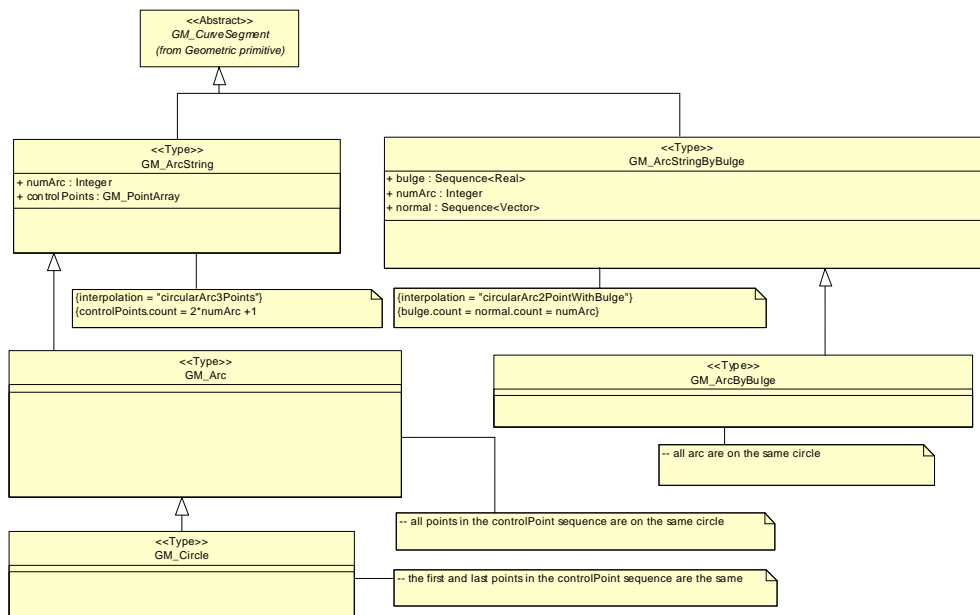 <<Abstract>>
GM_CurveSegment
(from Geometric primitive)
<<Type>>
GM_ArcString
+ numArc : Integer
+ controlPoints : GM_PointArray
<<Type>>
GM_ArcStringByBulge
+ bulge : Sequence<Real>
+ numArc : Integer
+ normal : Sequence<Vector>
{interpolation = "circularArc3Points"}
{controlPoints.count = 2*numArc +1
{interpolation = "circularArc2PointWithBulge"}
{bulge.count = normal.count = numArc}
<<Type>>
GM_Arc
<<Type>>
GM_ArcByBulge
-- all arc are on the same circle
-- all points in the controlPoint sequence are on the same circle
<<Type>>
GM_Circle
-- the first and last points in the controlPoint sequence are the same